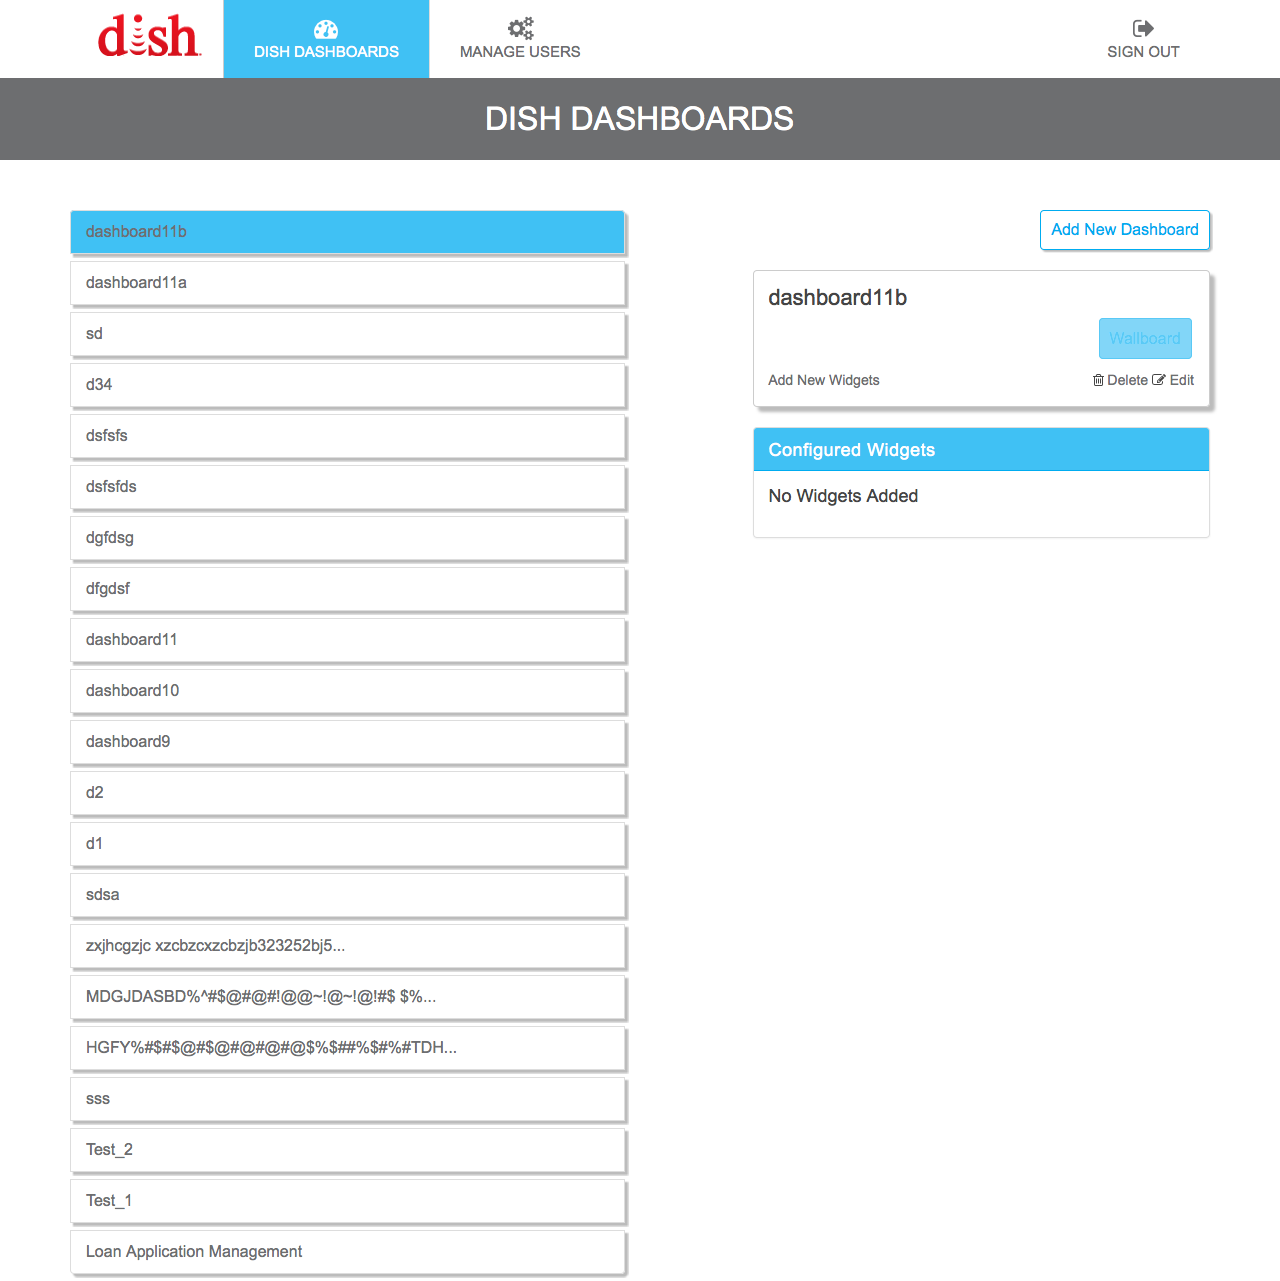 dish
DISH DASHBOARDS
MANAGE USERS
SIGN OUT
DISH DASHBOARDS
dashboard11b
dashboard11a
sd
d34
dsfsfs
dsfsfds
dgfdsg
dfgdsf
dashboard11
dashboard10
dashboard9
d2
d1
sdsa
zxjhcgzjc xzcbzcxzcbzjb323252bj5...
MDGJDASBD%^#$@#@#!@@~!@~!@!#$ $%...
HGFY%#$#$@#$@#@#@#@$%$##%$#%#TDH...
sss
Test_2
Test_1
Loan Application Management
Add New Dashboard
dashboard11b
Wallboard
Add New Widgets
Delete Edit
Configured Widgets
No Widgets Added